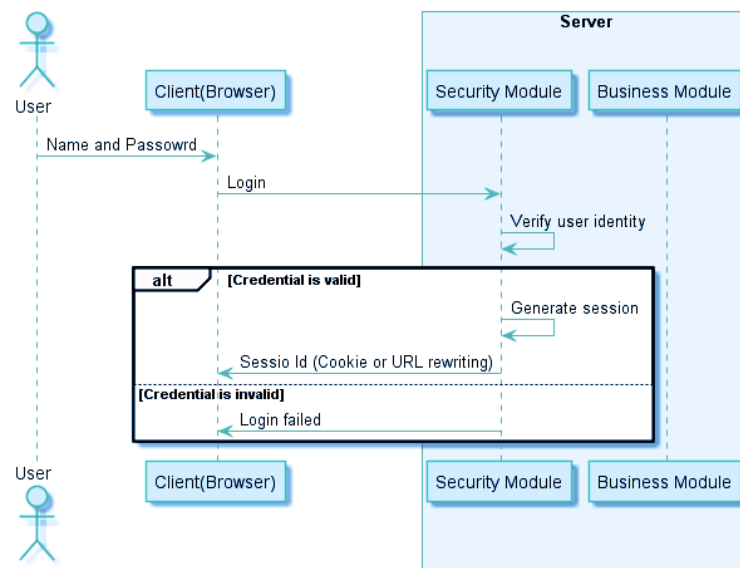 Server
User
Client(Browser)
Security Module
Business Module
Name and Passowrd
Login
Verify user identity
alt
[Credential is valid]
Generate session
Sessio Id (Cookie or URL rewriting)
[Credential is invalid]
Login failed
User
Client(Browser)
Security Module
Business Module